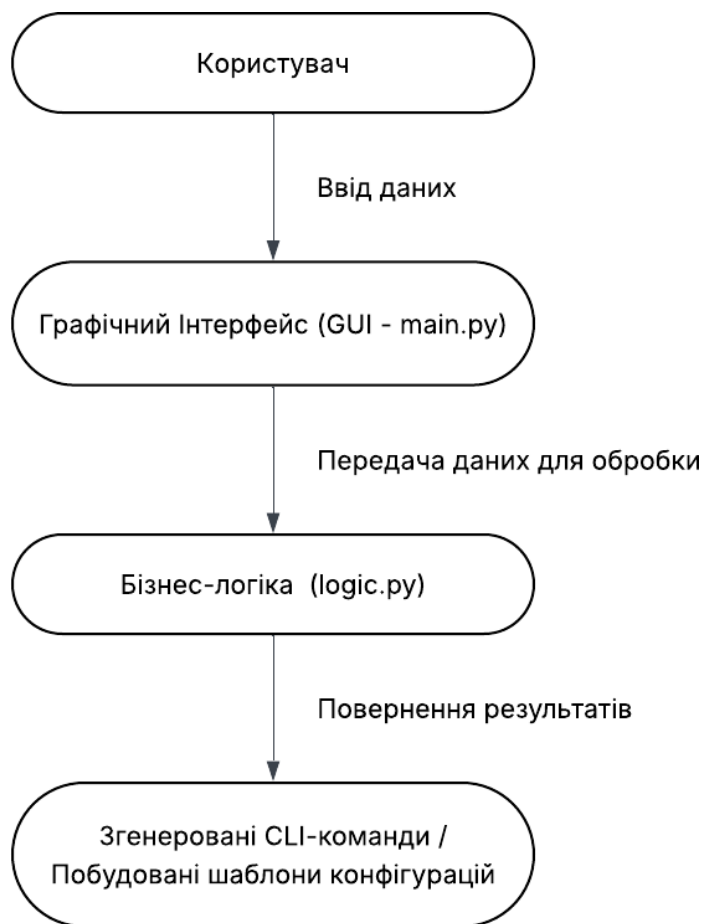 Користувач
Ввід даних
Графічний Інтерфейс (GUI - main.py)
Передача даних для обробки
Бізнес-логіка (logic.py)
Повернення результатів
Згенеровані CLI-команди /
Побудовані шаблони конфігурацій